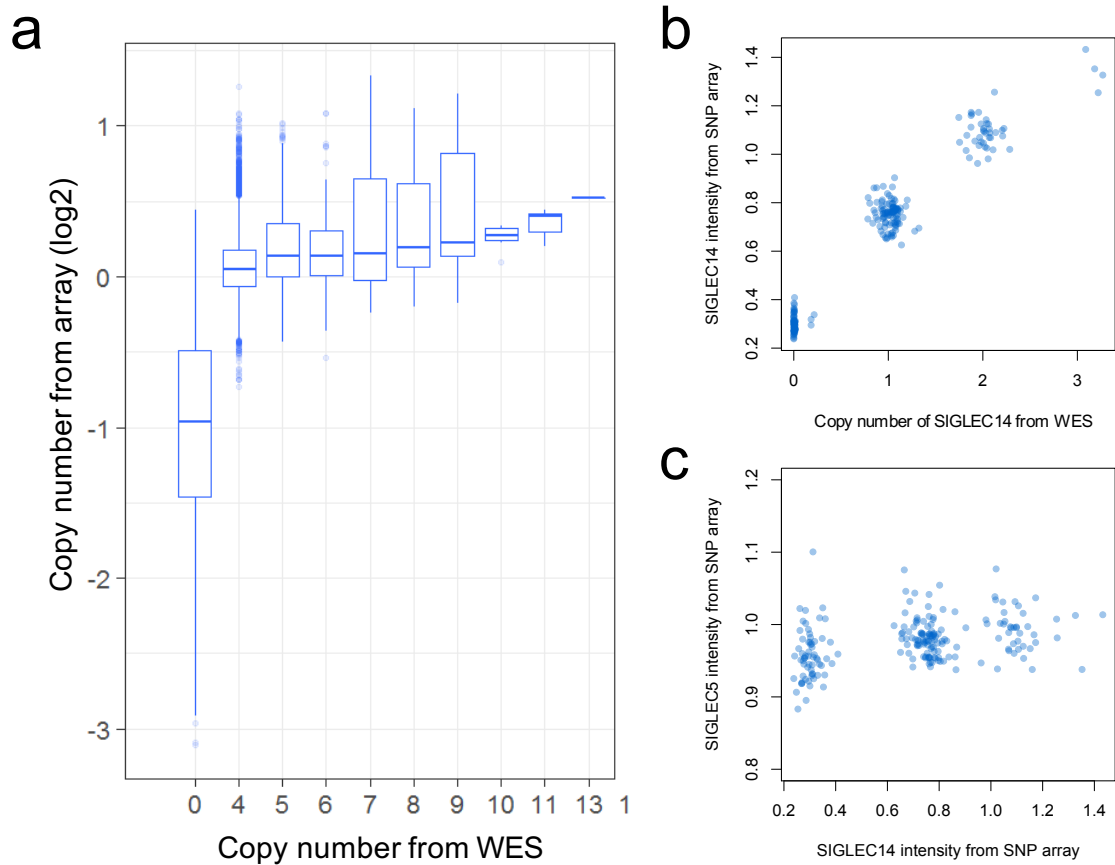 a
Copy number from array (log2)
1
0
-1
-2
-3
0 4 5 6 7 8 9 10 11 13 1
Copy number from WES
b
SIGLEC14 intensity from SNP array
1.4
1.2
1.0
0.8
0.6
0.4
0.2
0 1 2 3
Copy number of SIGLEC14 from WES
c
SIGLEC5 intensity from SNP array
1.2
1.1
1.0
0.9
0.8
0.2 0.4 0.6 0.8 1.0 1.2 1.4
SIGLEC14 intensity from SNP array